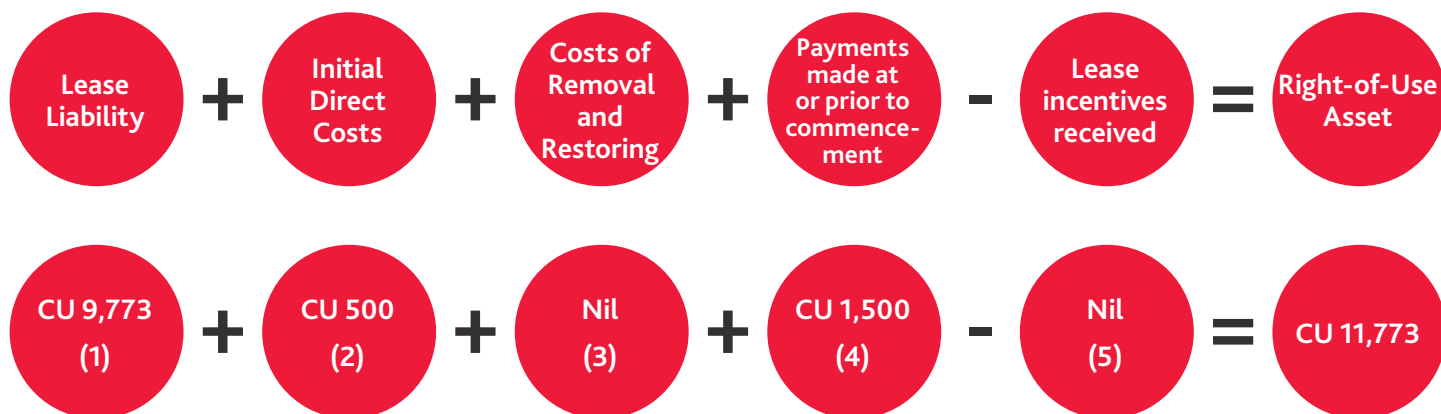 Lease
Liability
+
Initial
Direct
Costs
+
Costs of
Removal
and
Restoring
+
Payments
made at
or prior to
commence-
ment
-
Lease
incentives
received
=
Right-of-Use
Asset
CU 9,773
(1)
+
CU 500
(2)
+
Nil
(3)
+
CU 1,500
(4)
-
Nil
(5)
=
CU 11,773